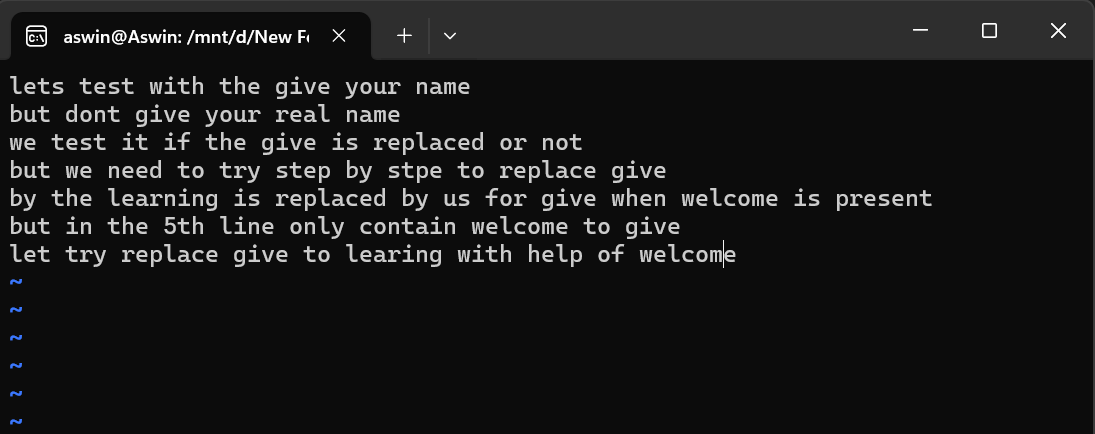 aswin@Aswin: /mnt/d/New Fo
lets test with the give your name
but dont give your real name
we test it if the give is replaced or not
but we need to try step by stpe to replace give
by the learning is replaced by us for give when welcome is present
but in the 5th line only contain welcome to give
let try replace give to learing with help of welcome
~
~
~
~
~
~